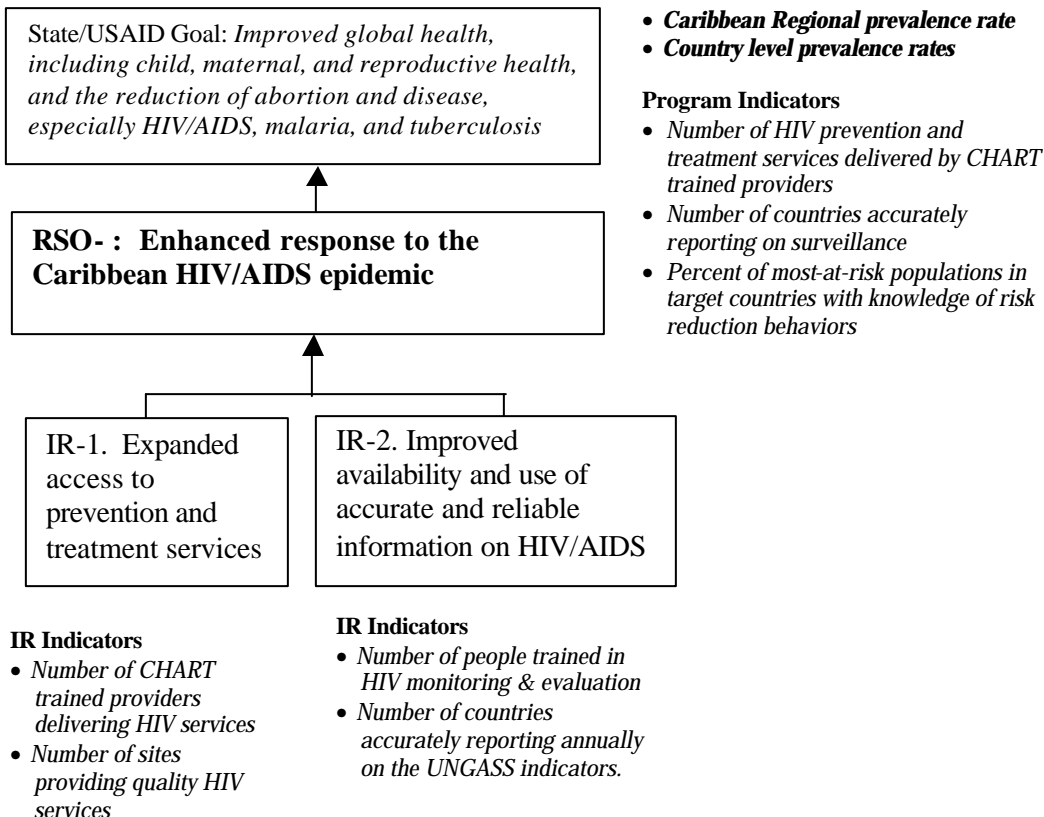 State/USAID Goal: Improved global health,
including child, maternal, and reproductive health,
and the reduction of abortion and disease,
especially HIV/AIDS, malaria, and tuberculosis
• Caribbean Regional prevalence rate
• Country level prevalence rates
Program Indicators
• Number of HIV prevention and
treatment services delivered by CHART
trained providers
• Number of countries accurately
reporting on surveillance
• Percent of most-at-risk populations in
target countries with knowledge of risk
reduction behaviors
RSO- : Enhanced response to the
Caribbean HIV/AIDS epidemic
IR-1. Expanded
access to
prevention and
treatment services
IR-2. Improved
availability and use of
accurate and reliable
information on HIV/AIDS
IR Indicators
• Number of CHART
trained providers
delivering HIV services
• Number of sites
providing quality HIV
services
IR Indicators
• Number of people trained in
HIV monitoring & evaluation
• Number of countries
accurately reporting annually
on the UNGASS indicators.